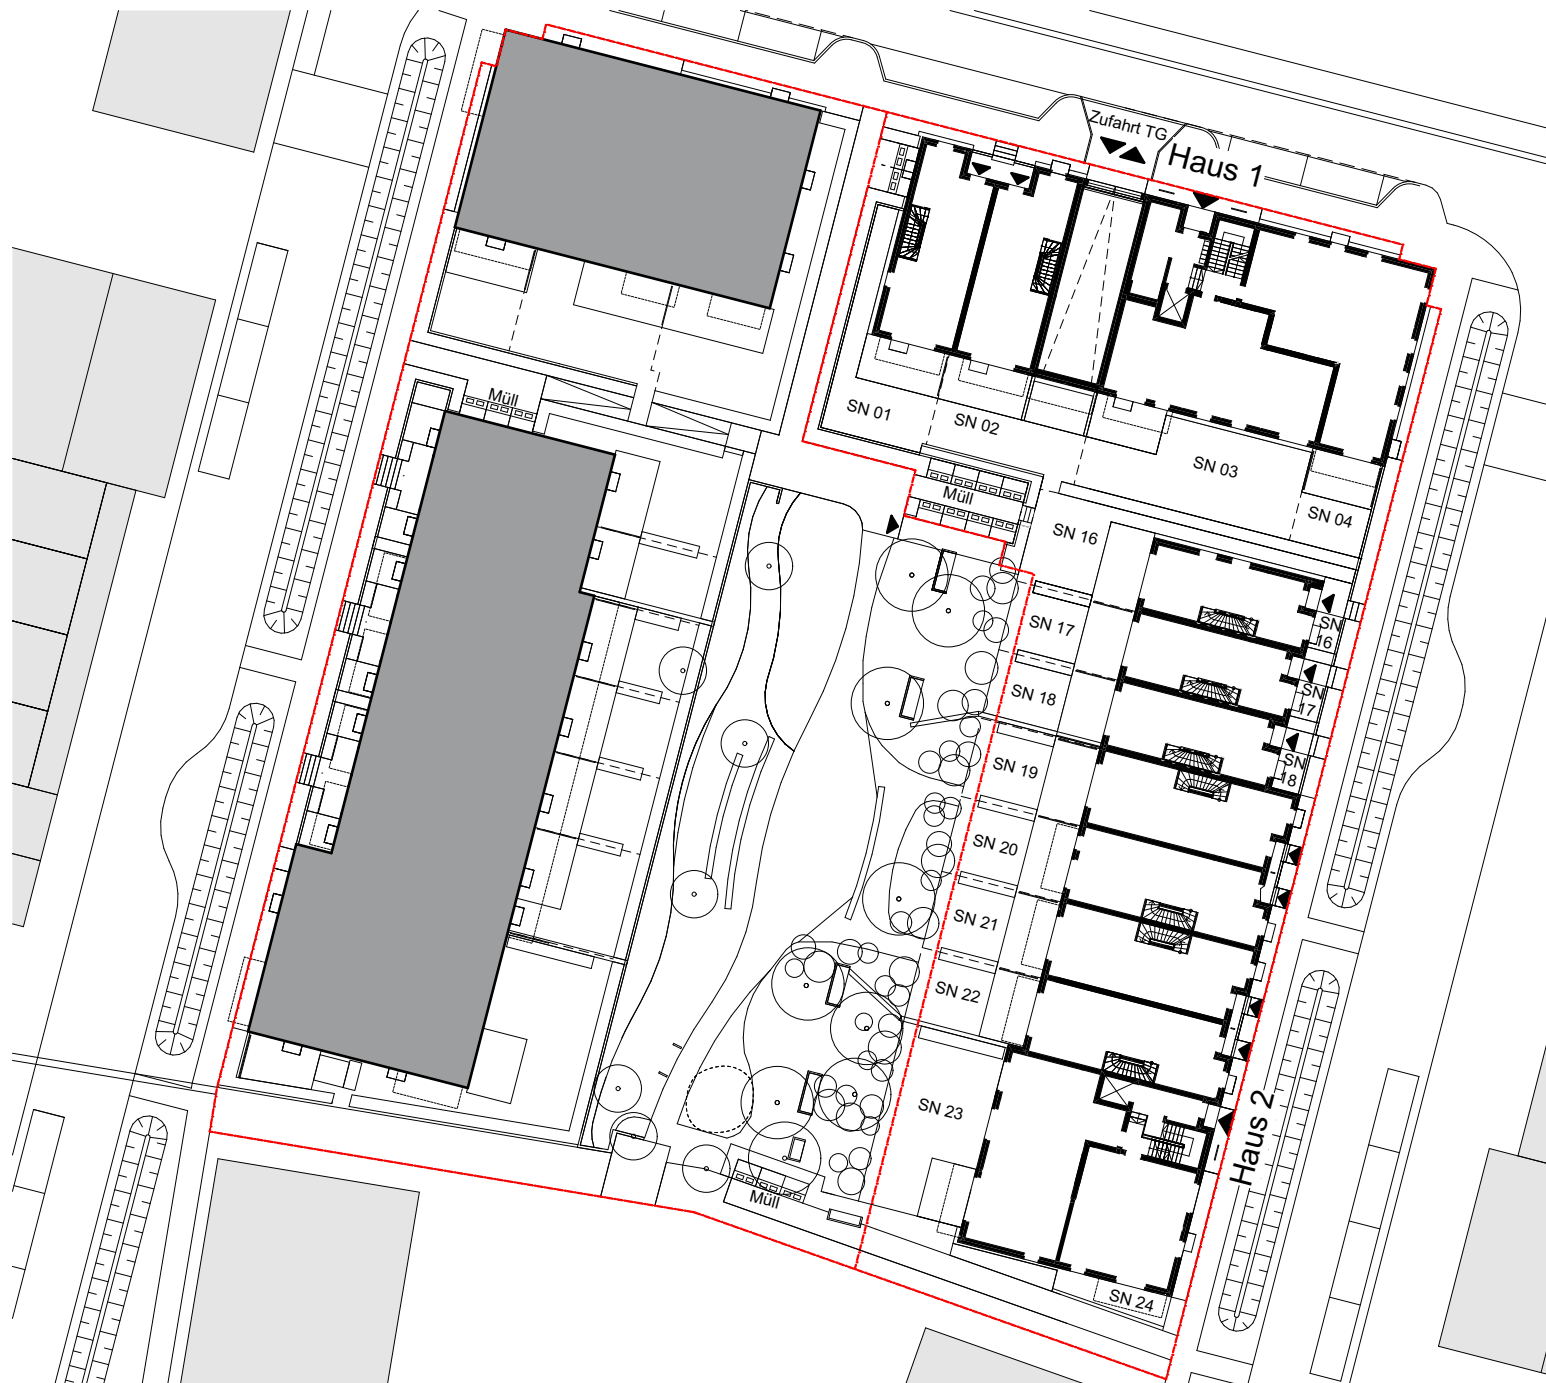 Zufahrt TG
Haus 1
Müll
SN 01
SN 02
SN 03
SN 04
Müll
SN 16
SN 17
SN
16
SN 18
SN
17
SN 19
SN
18
SN 20
SN 21
SN 22
SN 23
Haus 2
Müll
SN 24